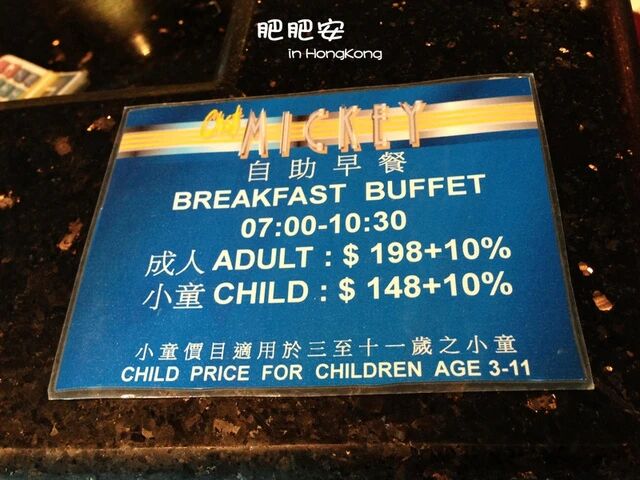 肥肥安
in HongKong
Chef MICKEY
自助早餐
BREAKFAST BUFFET
07:00-10:30
成人 ADULT : $ 198+10%
小童 CHILD : $ 148+10%
小童價目適用於三至十一歲之小童
CHILD PRICE FOR CHILDREN AGE 3-11